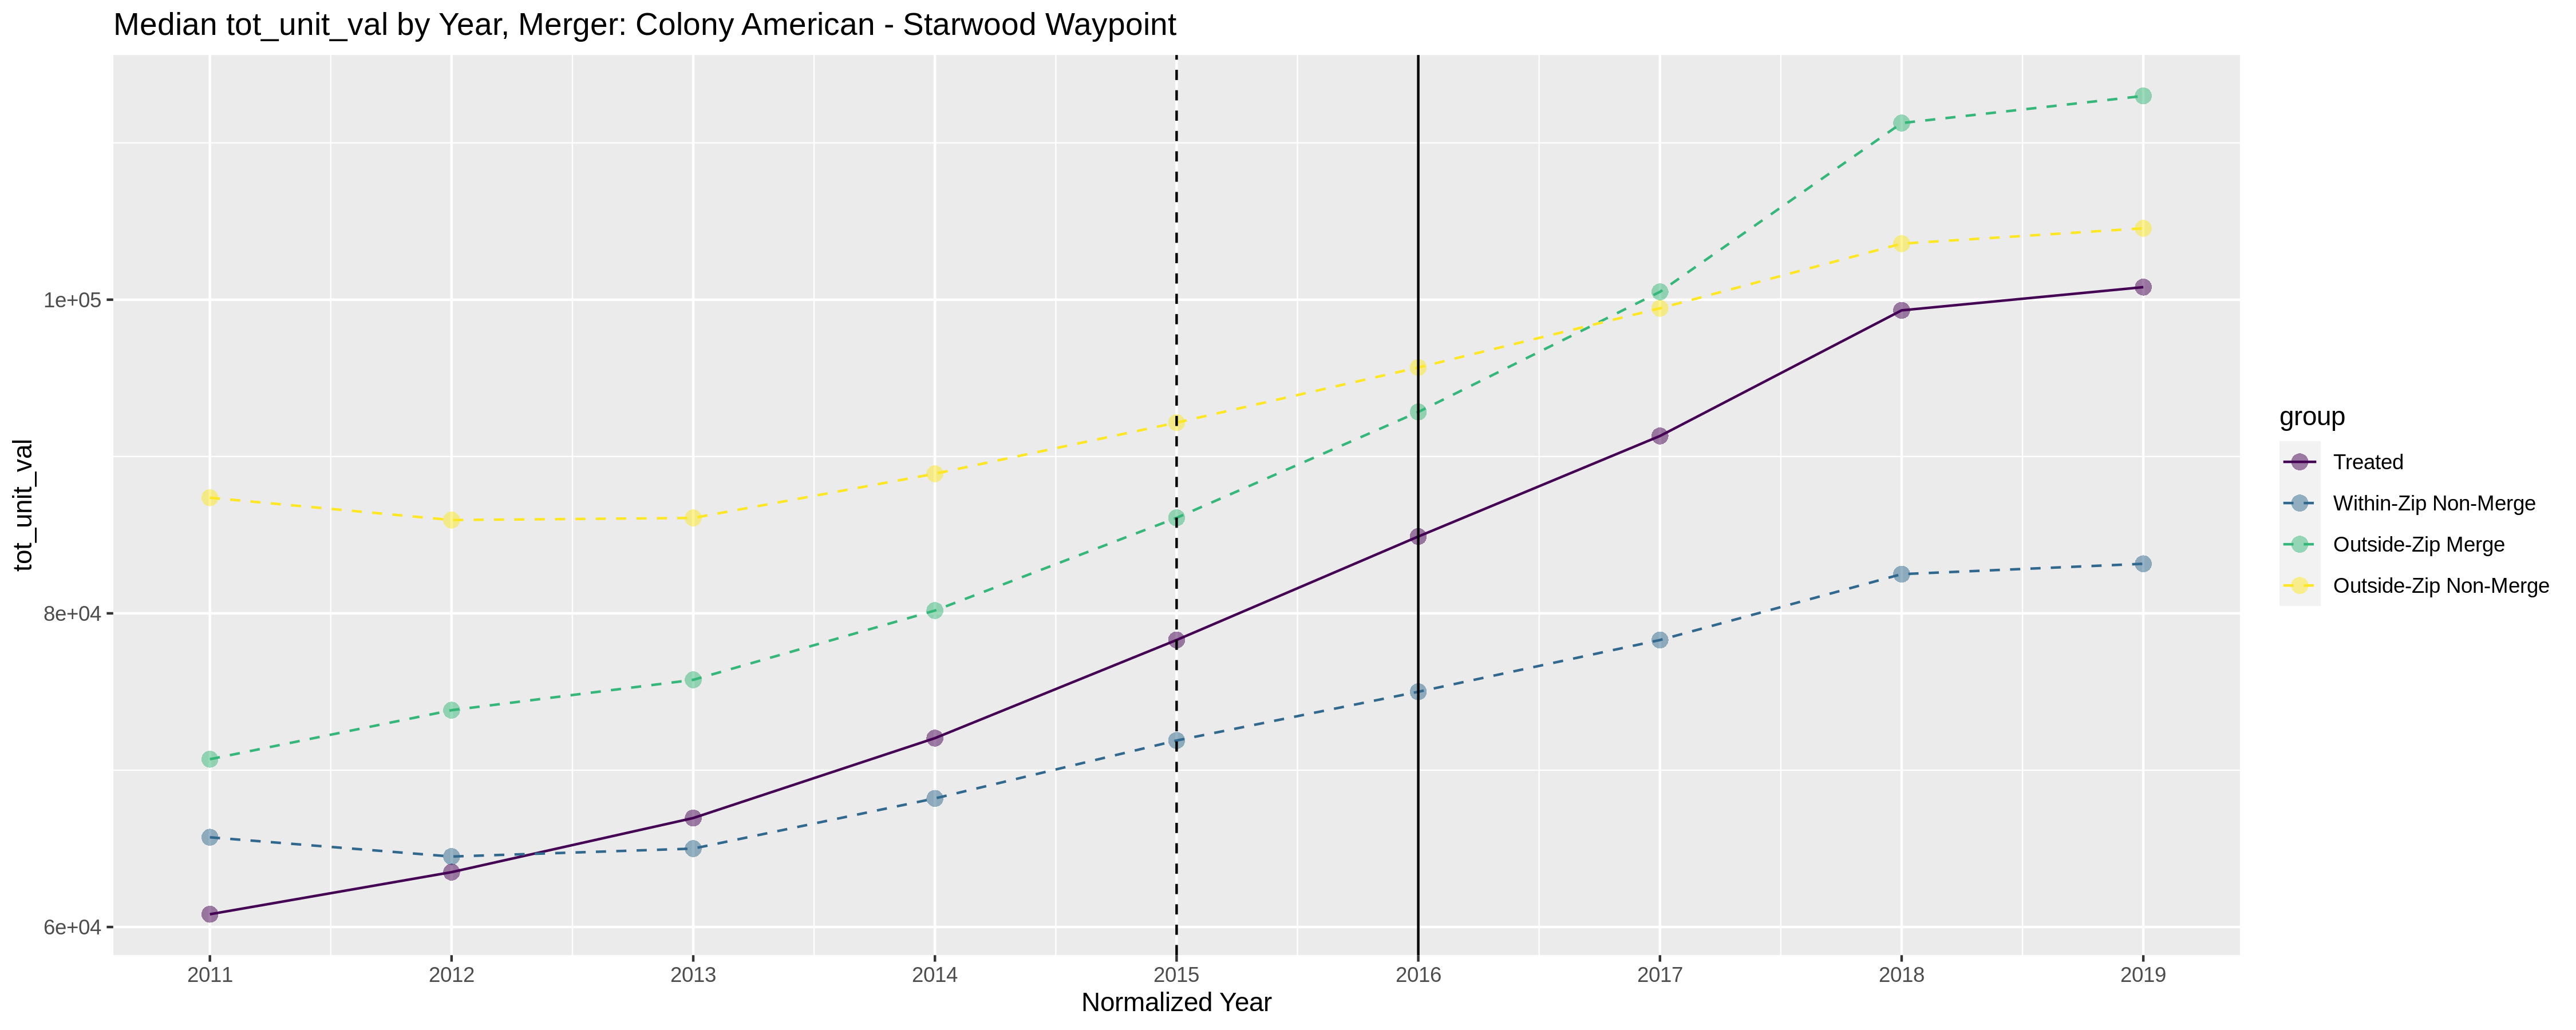 Median tot_unit_val by Year, Merger: Colony American - Starwood Waypoint
tot_unit_val
1e+05
8e+04
6e+04
2011 2012 2013 2014 2015 2016 2017 2018 2019
Normalized Year
group
Treated
Within-Zip Non-Merge
Outside-Zip Merge
Outside-Zip Non-Merge